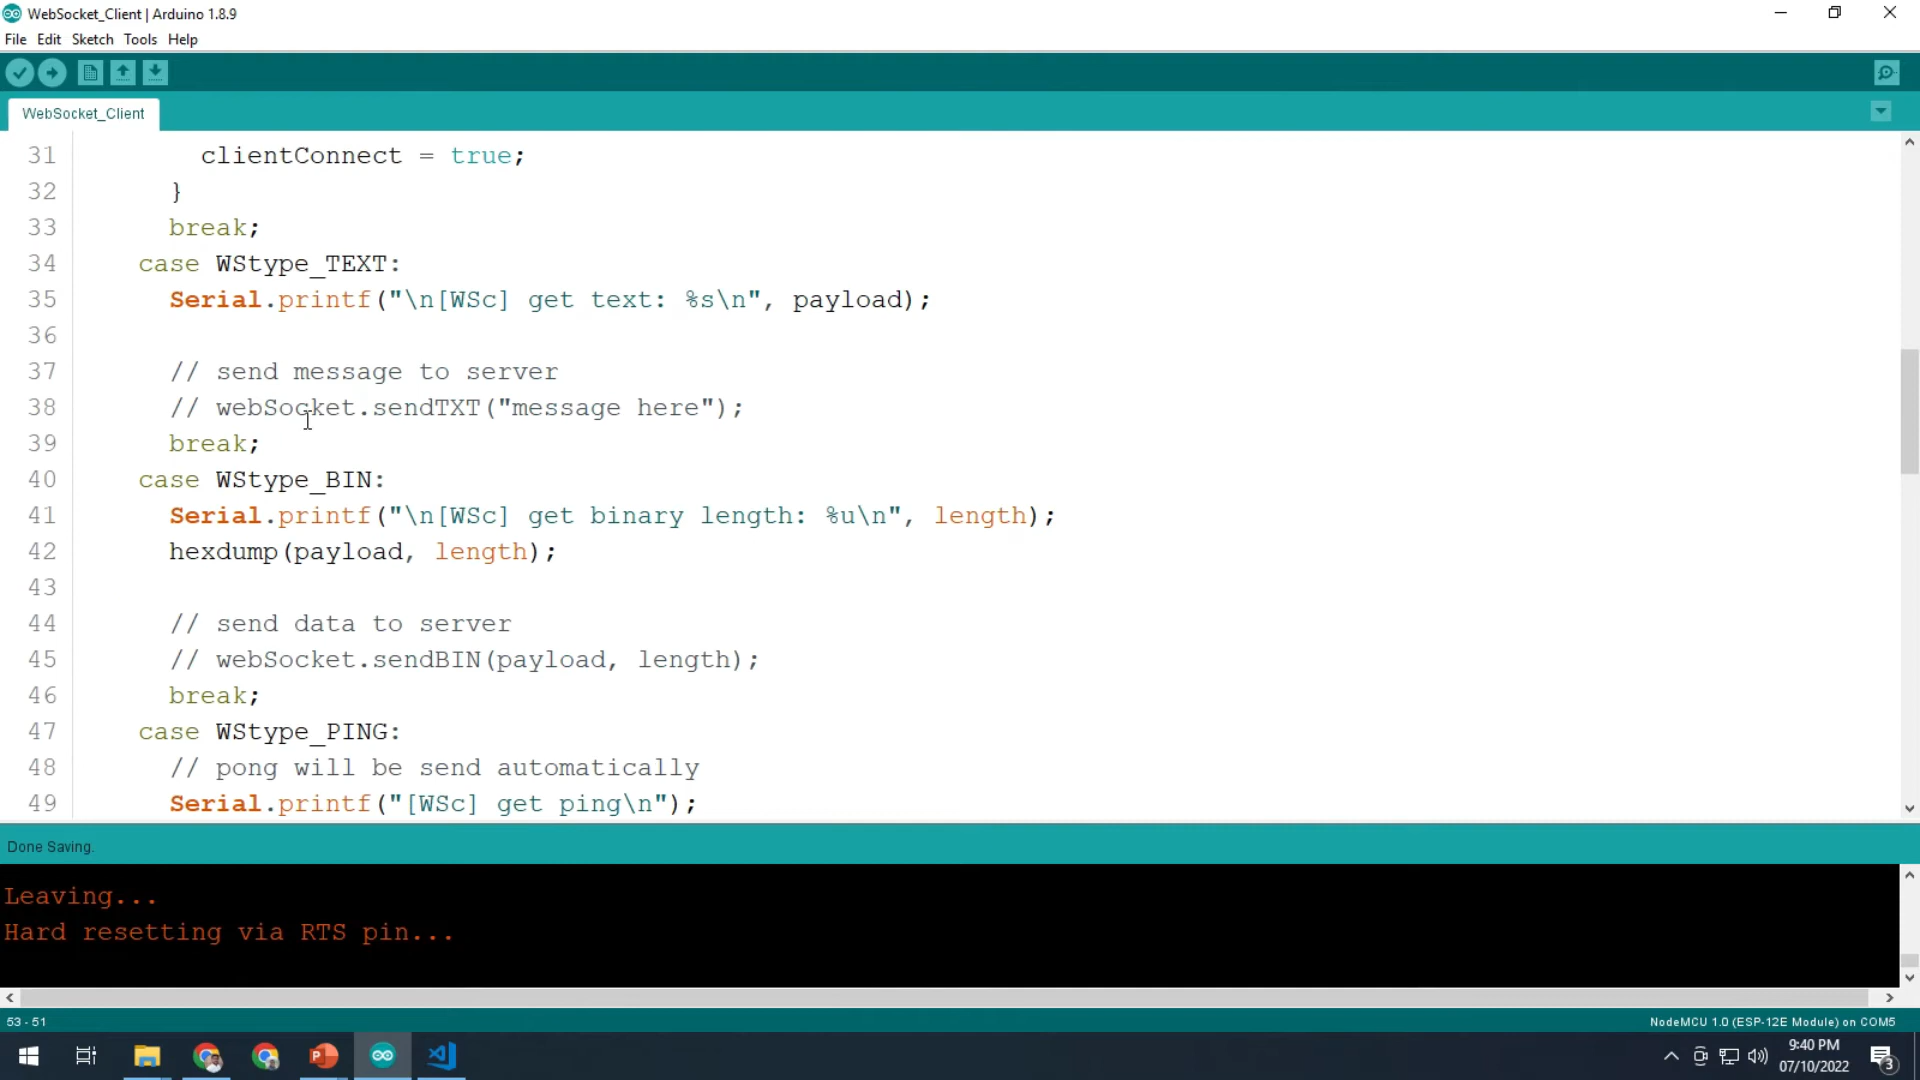 WebSocket_Client | Arduino 1.8.9
File Edit Sketch Tools Help
WebSocket_Client
31 clientConnect = true;
32 }
33 break;
34 case WStype_TEXT:
35 Serial.printf("\n[WSc] get text: %s\n", payload);
36
37 // send message to server
38 // webSocket.sendTXT("message here");
39 break;
40 case WStype_BIN:
41 Serial.printf("\n[WSc] get binary length: %u\n", length);
42 hexdump(payload, length);
43
44 // send data to server
45 // webSocket.sendBIN(payload, length);
46 break;
47 case WStype_PING:
48 // pong will be send automatically
49 Serial.printf("[WSc] get ping\n");
Done Saving.
Leaving...
Hard resetting via RTS pin...
53 - 51
NodeMCU 1.0 (ESP-12E Module) on COM5
9:40 PM
07/10/2022
3